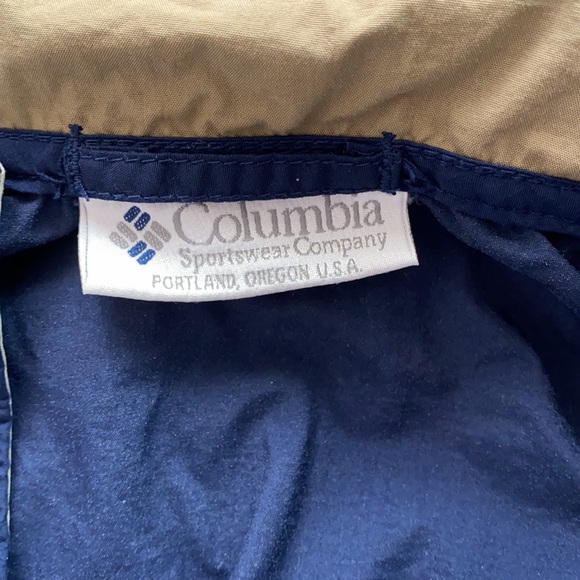 Columbia
Sportswear Company
PORTLAND, OREGON U.S.A.